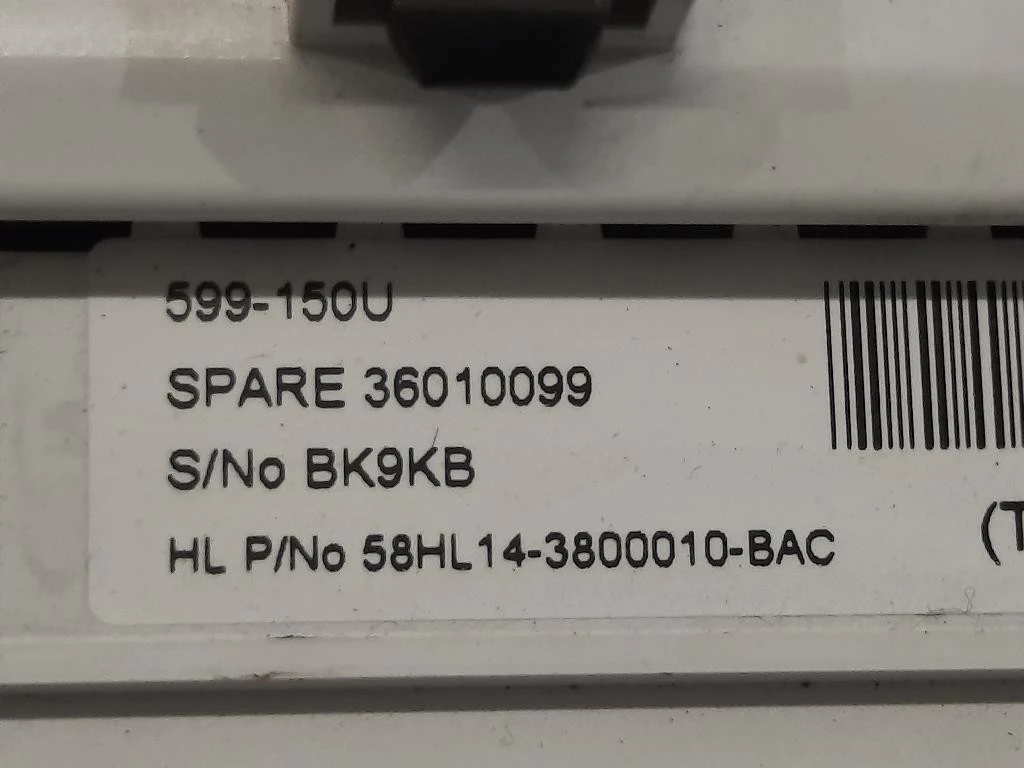 599-150U
SPARE 36010099
S/No BK9KB
HL P/No 58HL14-3800010-BAC
(T